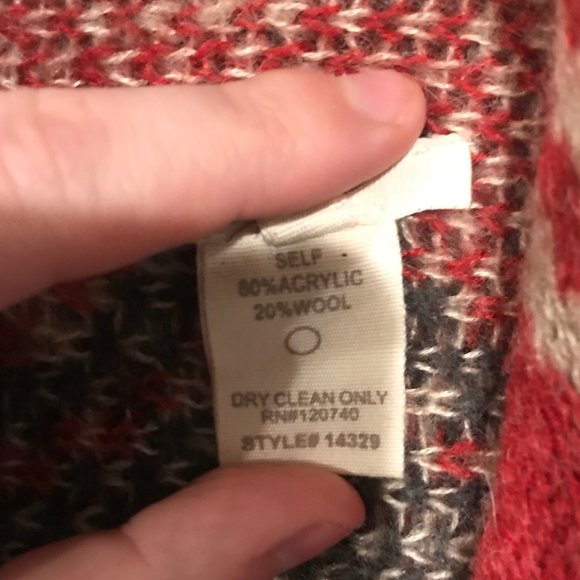 SELF
80%ACRYLIC
20%WOOL
DRY CLEAN ONLY
RN#120740
STYLE# 14329